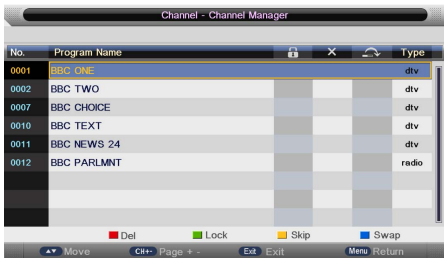 Channel - Channel Manager
No. Program Name Type
0001 BBC ONE dtv
0002 BBC TWO dtv
0007 BBC CHOICE dtv
0010 BBC TEXT dtv
0011 BBC NEWS 24 dtv
0012 BBC PARLMNT radio
Del Lock Skip Swap
Move CH+- Page + - Exit Exit Menu Return